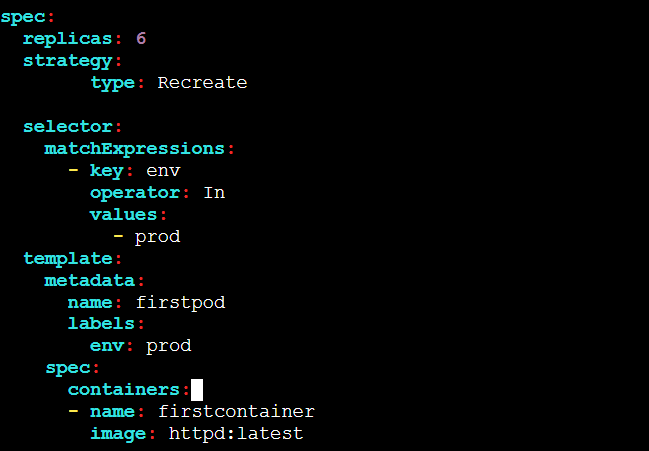 spec:
  replicas: 6
  strategy:
        type: Recreate

  selector:
    matchExpressions:
      - key: env
        operator: In
        values:
          - prod
  template:
    metadata:
      name: firstpod
      labels:
        env: prod
    spec:
      containers:
      - name: firstcontainer
        image: httpd:latest